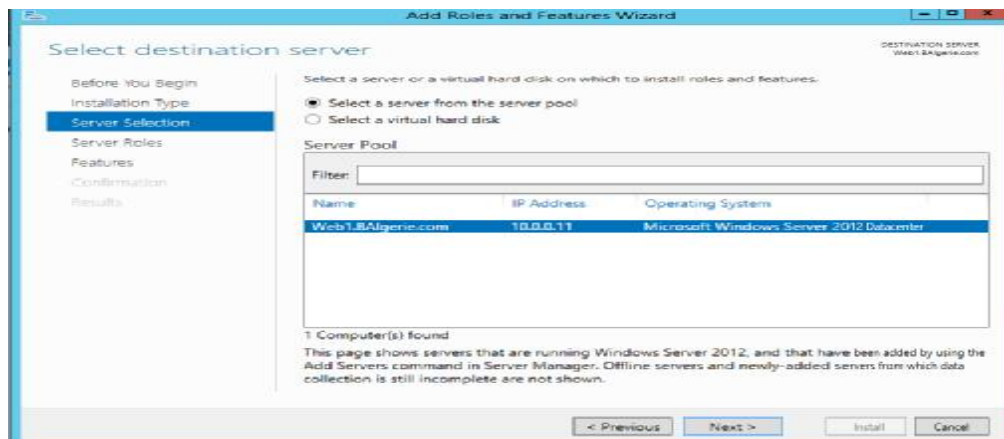 Add Roles and Features Wizard
Select destination server
DESTINATION SERVER
Web1.BAlgerie.com
Before You Begin
Installation Type
Server Selection
Server Roles
Features
Confirmation
Results
Select a server or a virtual hard disk on which to install roles and features.
Select a server from the server pool
Select a virtual hard disk
Server Pool
Filter:
Name IP Address Operating System
Web1.BAlgerie.com 10.0.0.11 Microsoft Windows Server 2012 Datacenter
1 Computer(s) found
This page shows servers that are running Windows Server 2012, and that have been added by using the
Add Servers command in Server Manager. Offline servers and newly-added servers from which data
collection is still incomplete are not shown.
< Previous Next > Install Cancel